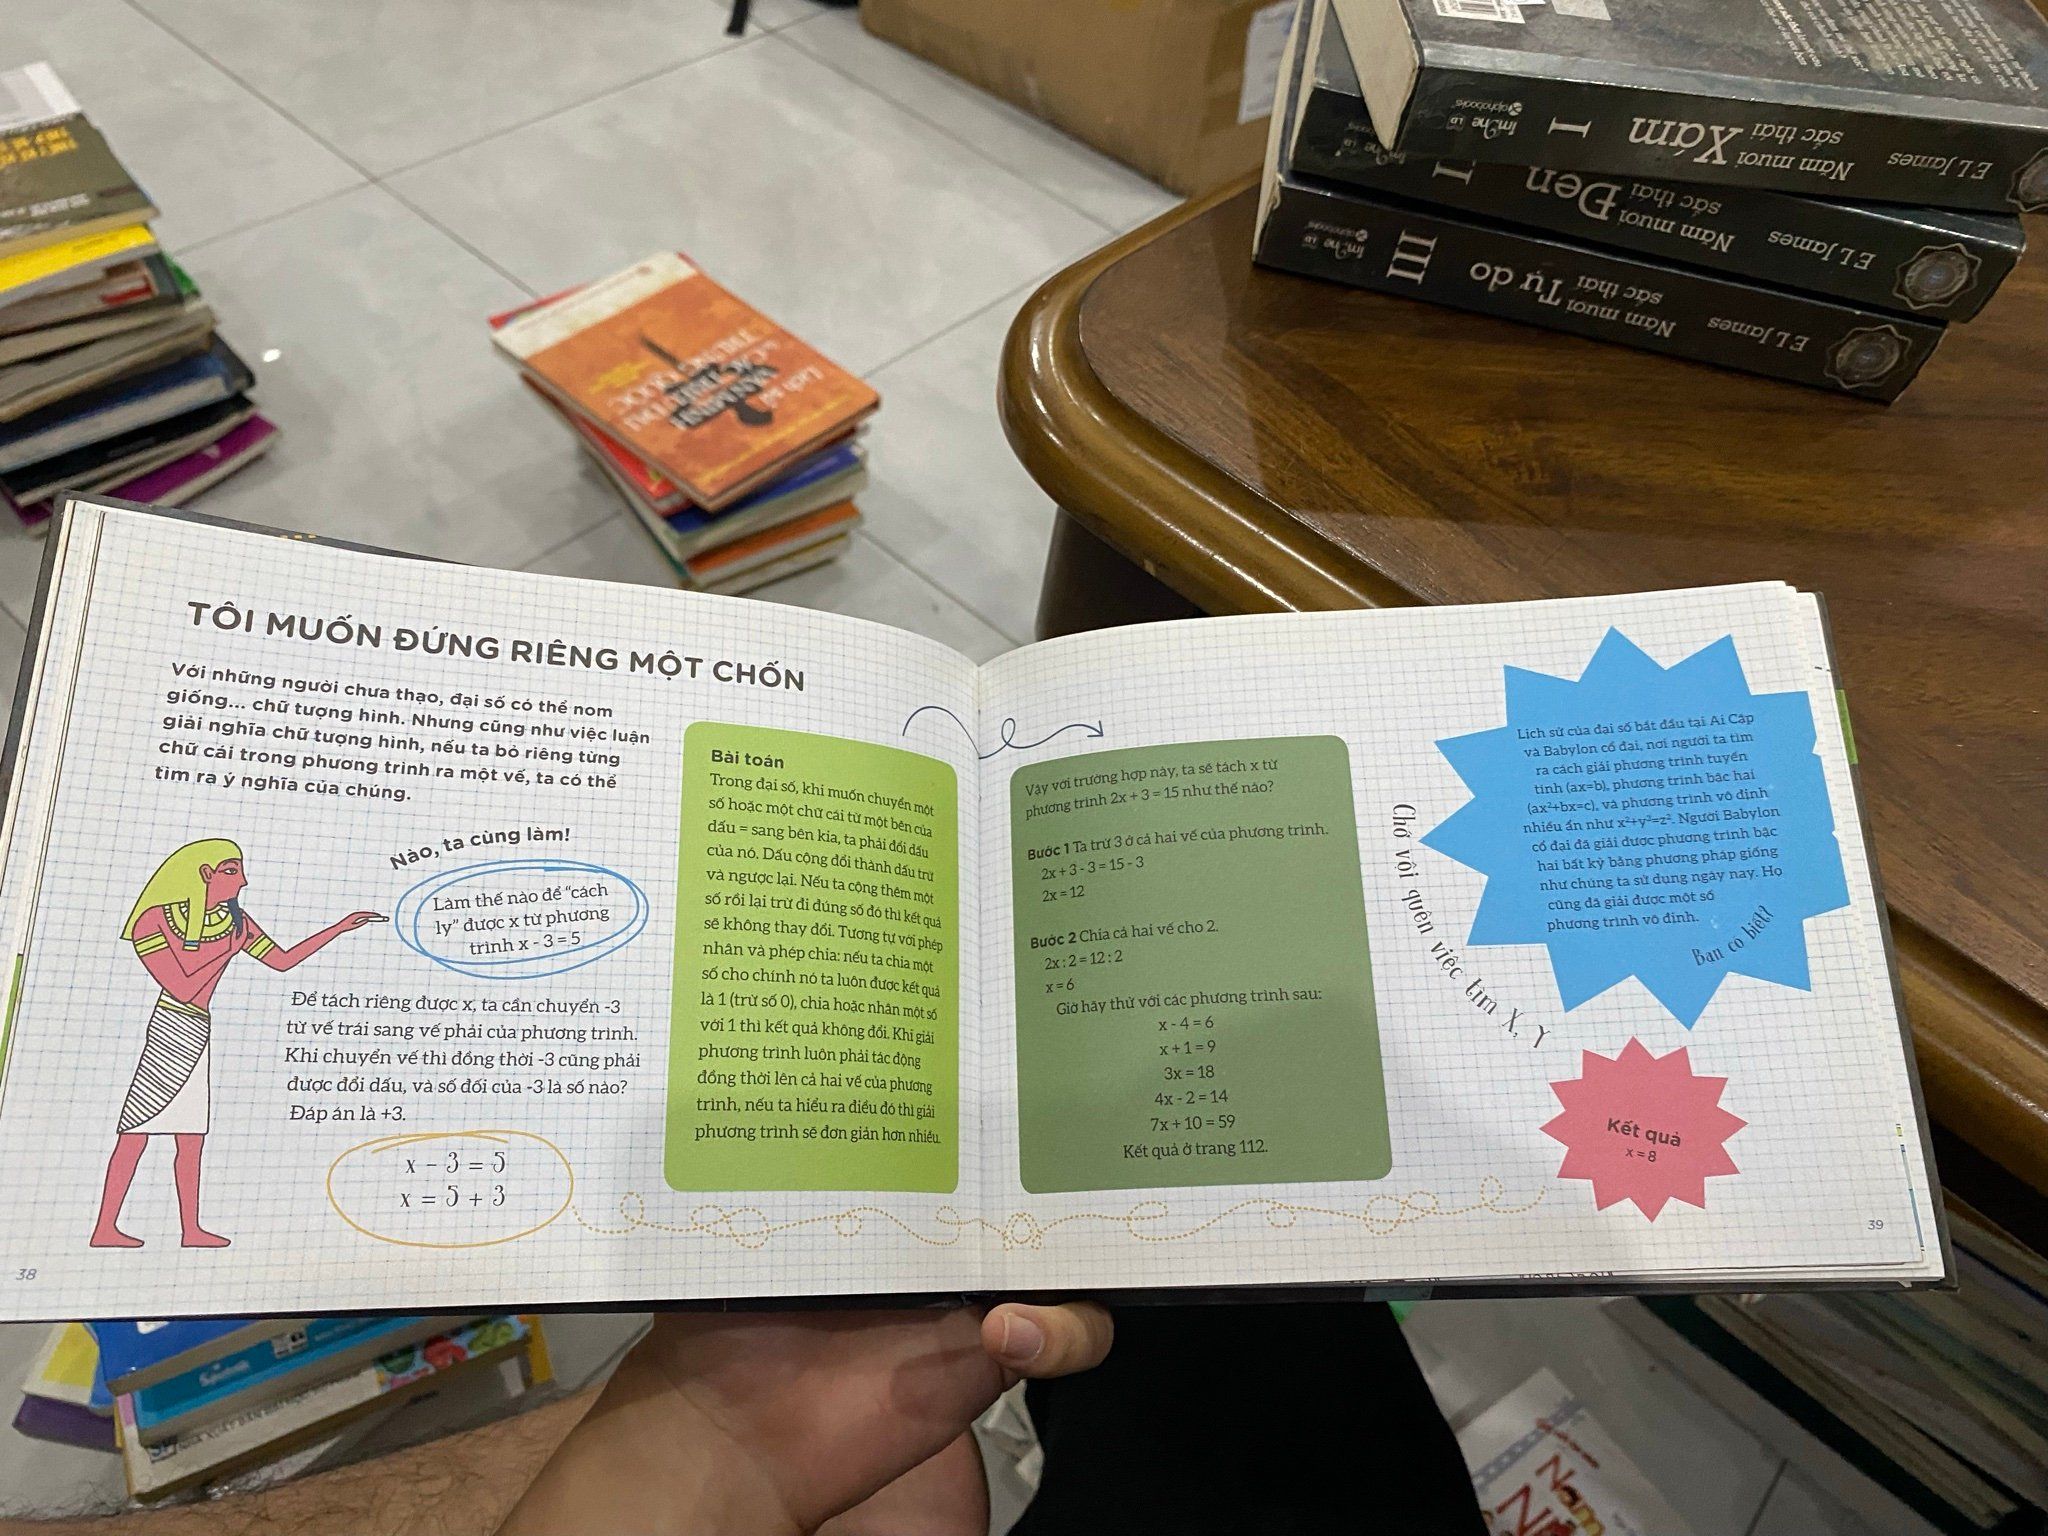 TÔI MUỐN ĐỨNG RIÊNG MỘT CHỐN
Với những người chưa thạo, đại số có thể nom
giống... chữ tượng hình. Nhưng cũng như việc luận
giải nghĩa chữ tượng hình, nếu ta bỏ riêng từng
chữ cái trong phương trình ra một vế, ta có thể
tìm ra ý nghĩa của chúng.
Nào, ta cùng làm!
Làm thế nào để “cách
ly” được x từ phương
trình x - 3 = 5
Để tách riêng được x, ta cần chuyển -3
từ vế trái sang vế phải của phương trình.
Khi chuyển vế thì đồng thời -3 cũng phải
được đổi dấu, và số đối của -3 là số nào?
Đáp án là +3.
x - 3 = 5
x = 5 + 3
38
Bài toán
Trong đại số, khi muốn chuyển một
số hoặc một chữ cái từ một bên của
dấu = sang bên kia, ta phải đổi dấu
của nó. Dấu cộng đổi thành dấu trừ
và ngược lại. Nếu ta cộng thêm một
số rồi lại trừ đi đúng số đó thì kết quả
sẽ không thay đổi. Tương tự với phép
nhân và phép chia: nếu ta chia một
số cho chính nó ta luôn được kết quả
là 1 (trừ số 0), chia hoặc nhân một số
với 1 thì kết quả không đổi. Khi giải
phương trình luôn phải tác động
đồng thời lên cả hai vế của phương
trình, nếu ta hiểu ra điều đó thì giải
phương trình sẽ đơn giản hơn nhiều.
Vậy với trường hợp này, ta sẽ tách x từ
phương trình 2x + 3 = 15 như thế nào?
Bước 1 Ta trừ 3 ở cả hai vế của phương trình.
2x + 3 - 3 = 15 - 3
2x = 12
Bước 2 Chia cả hai vế cho 2.
2x : 2 = 12 : 2
x = 6
Giờ hãy thử với các phương trình sau:
x - 4 = 6
x + 1 = 9
3x = 18
4x - 2 = 14
7x + 10 = 59
Kết quả ở trang 112.
Chớ vội quên việc tìm X, Y
Lịch sử của đại số bắt đầu tại Ai Cập
và Babylon cổ đại, nơi người ta tìm
ra cách giải phương trình tuyến
tính (ax=b), phương trình bậc hai
(ax²+bx=c), và phương trình vô định
nhiều ẩn như x²+y²=z². Người Babylon
cổ đại đã giải được phương trình bậc
hai bất kỳ bằng phương pháp giống
như chúng ta sử dụng ngày nay. Họ
cũng đã giải được một số
phương trình vô định.
Bạn có biết?
Kết quả
x = 8
39
E L James Năm mươi sắc thái Xám I
E L James Năm mươi sắc thái Đen I
E L James Năm mươi sắc thái Tự do III
alphabooks
Lịch sử
VĂN MINH
TRUNG QUỐC